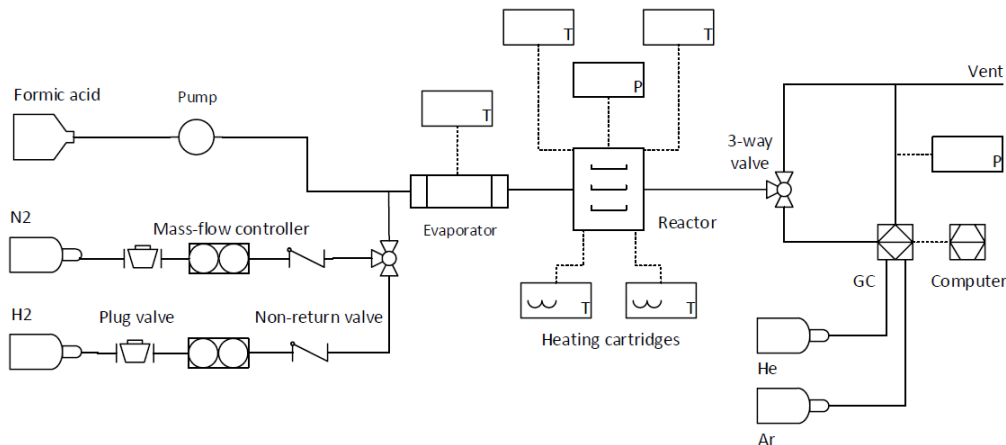 T
T
P
T
Formic acid
Pump
Vent
3-way
valve
P
N2
Mass-flow controller
Evaporator
Reactor
GC
Computer
H2
Plug valve
Non-return valve
T
T
Heating cartridges
He
Ar